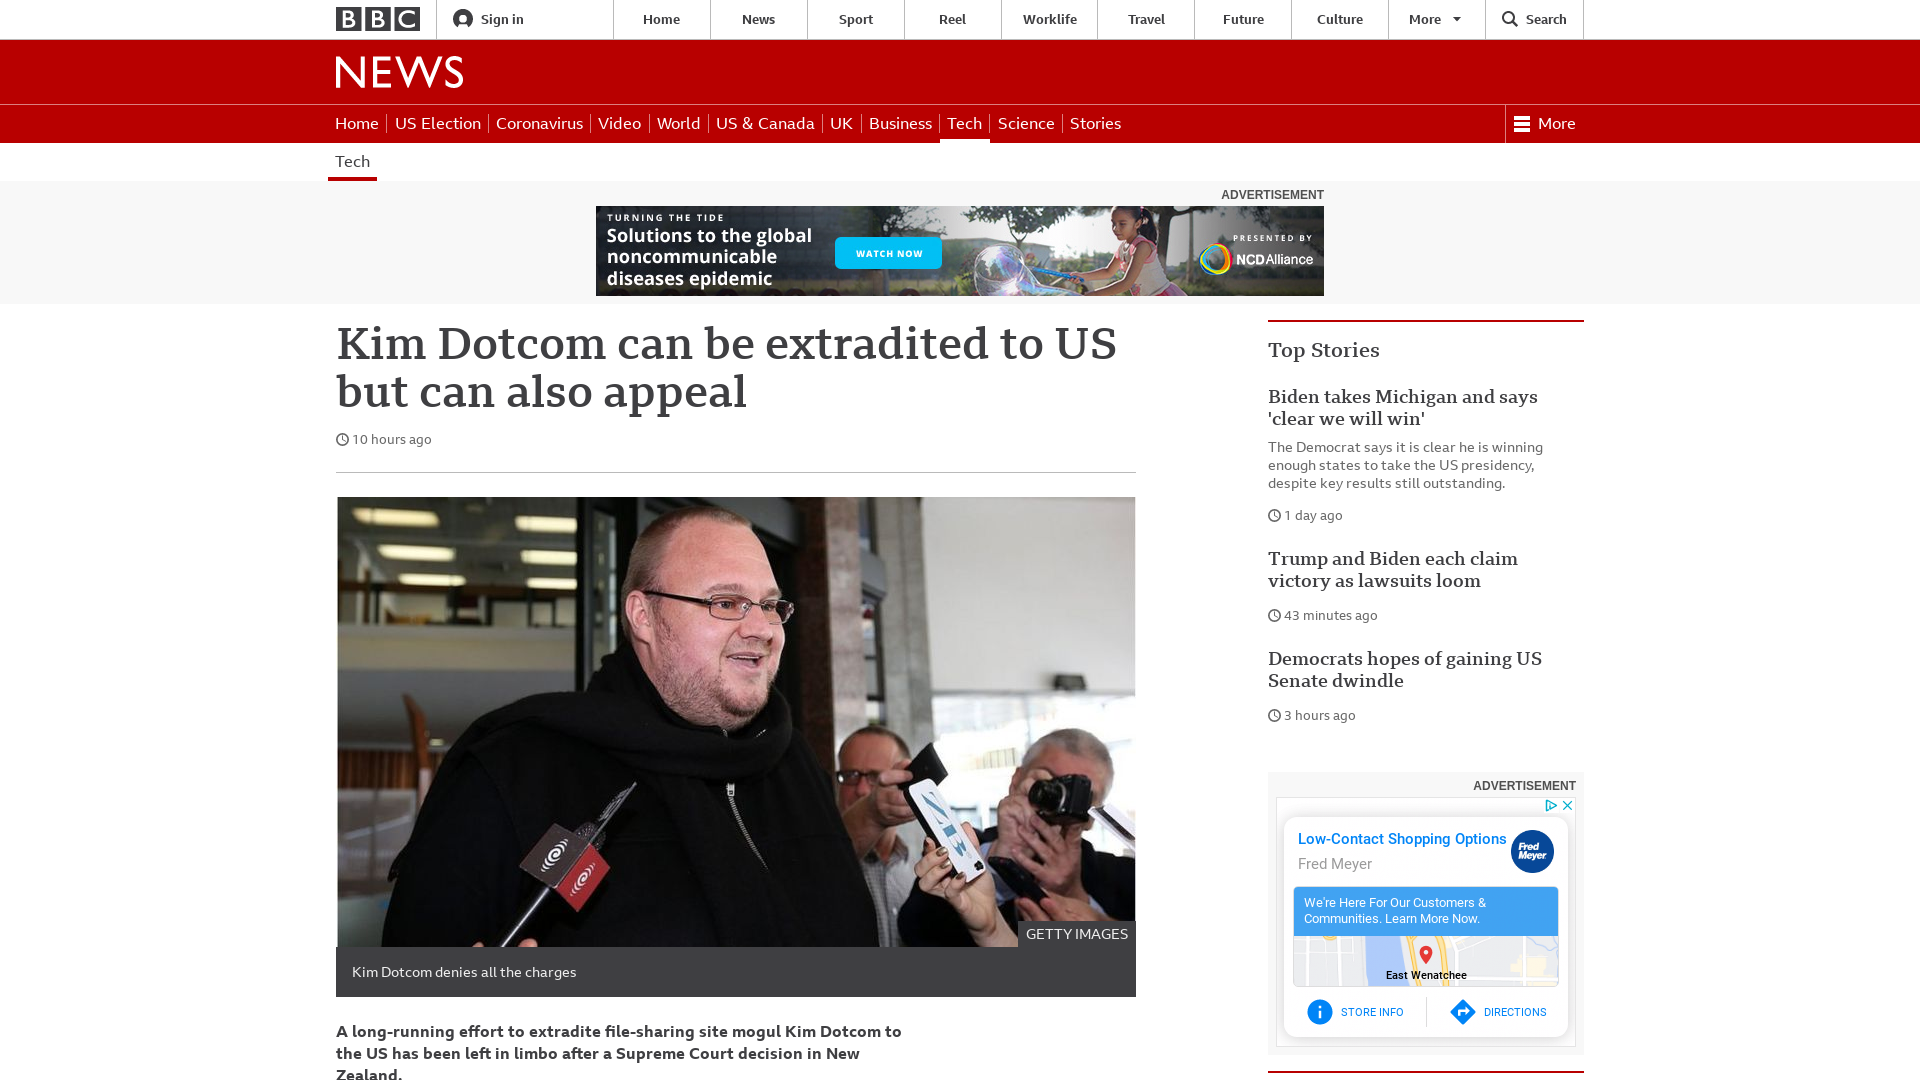 BBC
Sign in
Home
News
Sport
Reel
Worklife
Travel
Future
Culture
More
Search
NEWS
Home
US Election
Coronavirus
Video
World
US & Canada
UK
Business
Tech
Science
Stories
More
Tech
ADVERTISEMENT
TURNING THE TIDE
Solutions to the global
noncommunicable
diseases epidemic
WATCH NOW
PRESENTED BY
NCDAlliance
Kim Dotcom can be extradited to US
but can also appeal
10 hours ago
GETTY IMAGES
Kim Dotcom denies all the charges
A long-running effort to extradite file-sharing site mogul Kim Dotcom to
the US has been left in limbo after a Supreme Court decision in New
Zealand.
Top Stories
Biden takes Michigan and says
'clear we will win'
The Democrat says it is clear he is winning
enough states to take the US presidency,
despite key results still outstanding.
1 day ago
Trump and Biden each claim
victory as lawsuits loom
43 minutes ago
Democrats hopes of gaining US
Senate dwindle
3 hours ago
ADVERTISEMENT
Low-Contact Shopping Options
Fred Meyer
Fred
Meyer
We're Here For Our Customers &
Communities. Learn More Now.
East Wenatchee
STORE INFO
DIRECTIONS